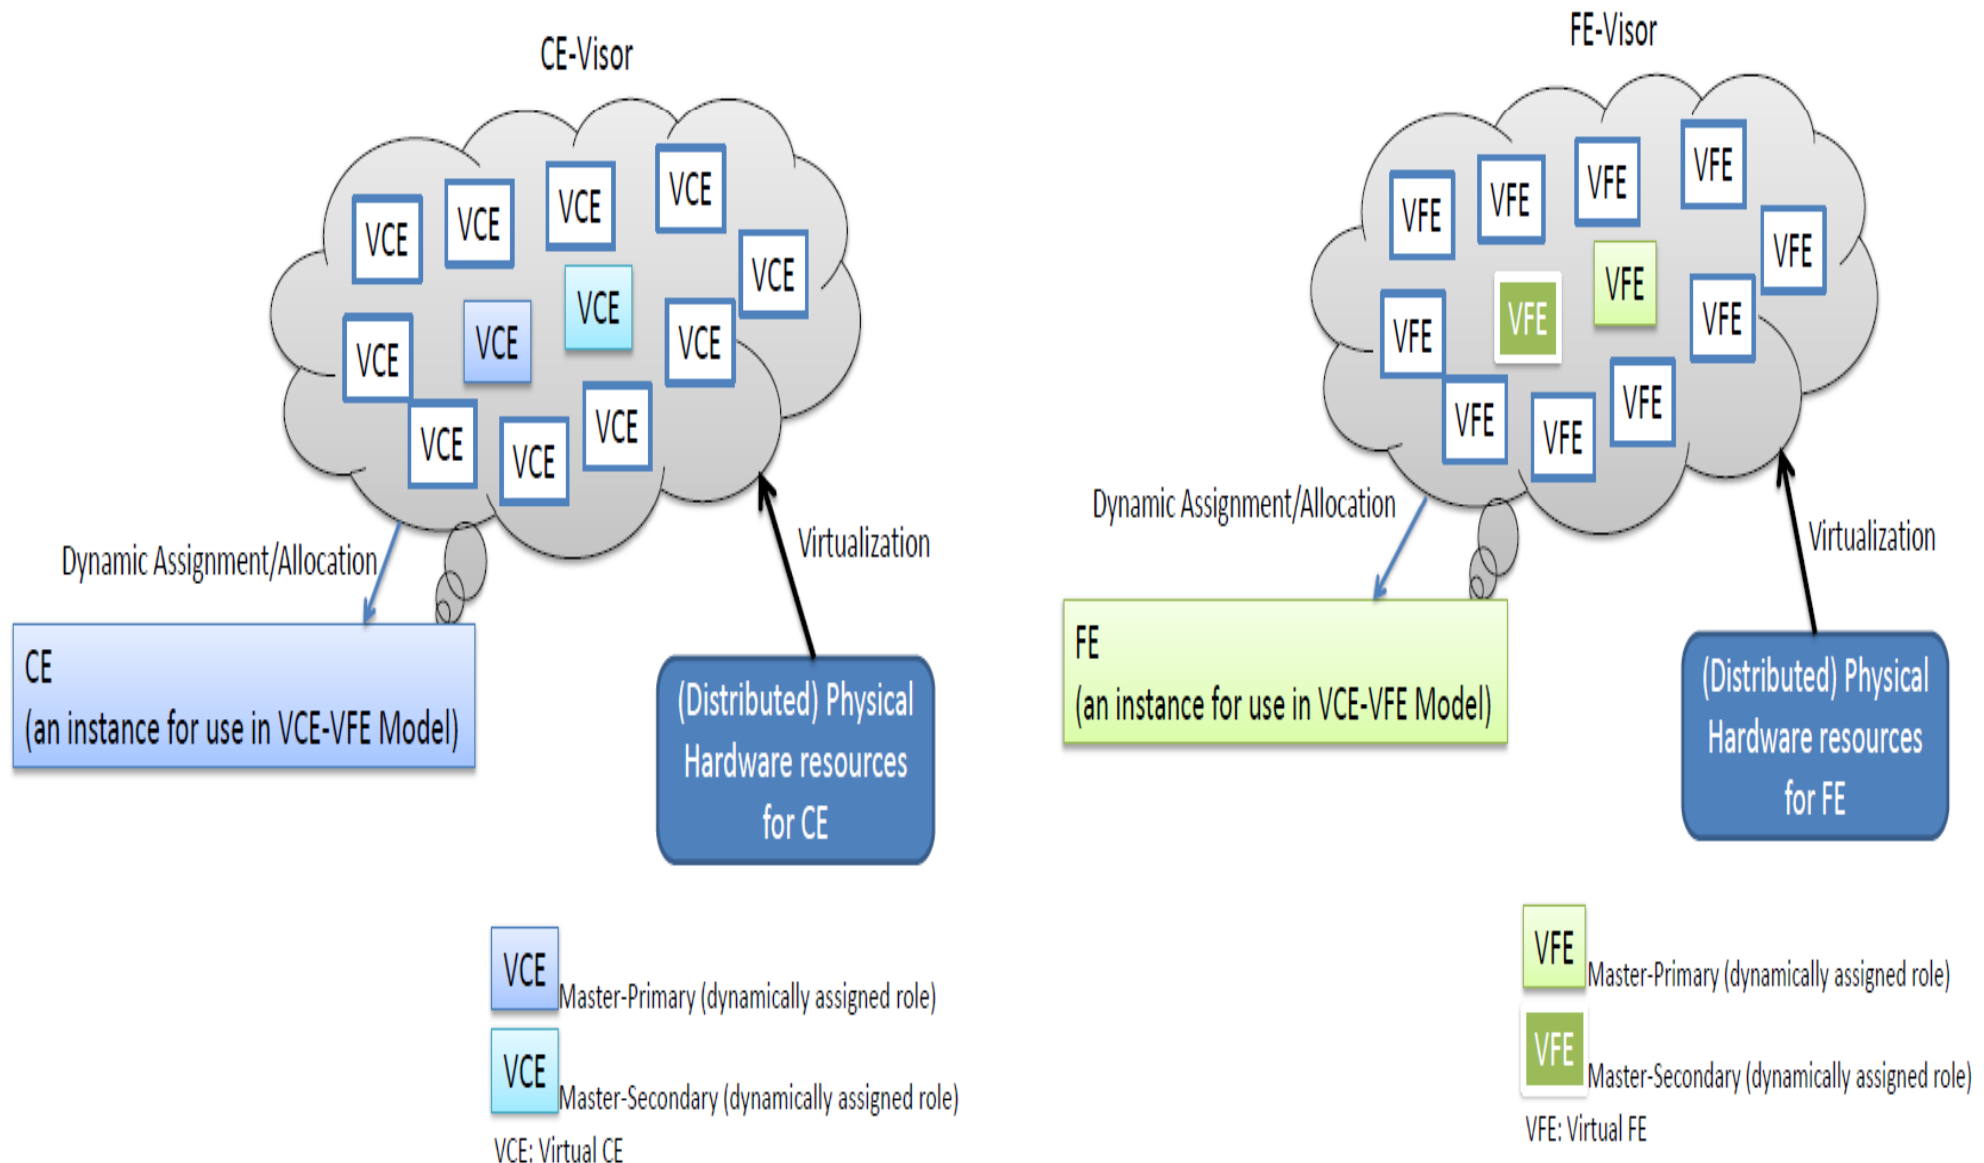 CE-Visor
VCE
VCE
VCE
VCE
VCE
VCE
VCE
VCE
VCE
VCE
VCE
VCE
Dynamic Assignment/Allocation
Virtualization
CE
(an instance for use in VCE-VFE Model)
(Distributed) Physical
Hardware resources
for CE
VCE
Master-Primary (dynamically assigned role)
VCE
Master-Secondary (dynamically assigned role)
VCE: Virtual CE
FE-Visor
VFE
VFE
VFE
VFE
VFE
VFE
VFE
VFE
VFE
VFE
VFE
VFE
Dynamic Assignment/Allocation
Virtualization
FE
(an instance for use in VCE-VFE Model)
(Distributed) Physical
Hardware resources
for FE
VFE
Master-Primary (dynamically assigned role)
VFE
Master-Secondary (dynamically assigned role)
VFE: Virtual FE